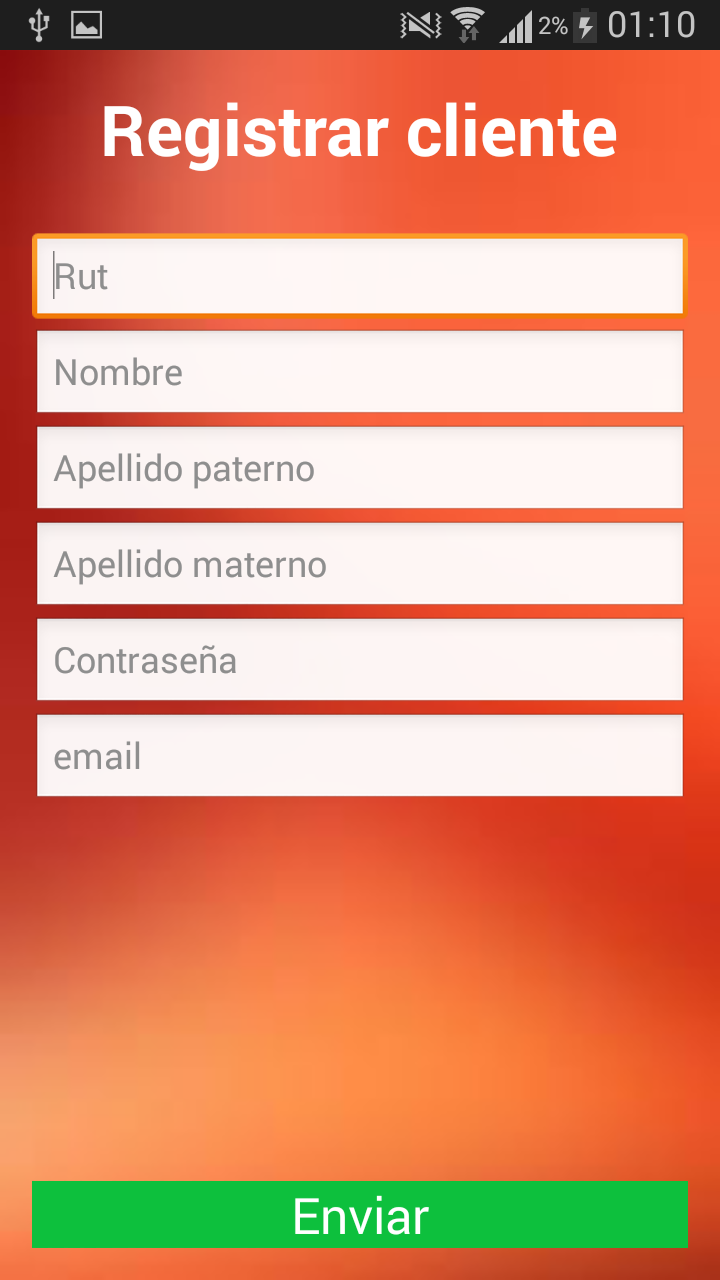 2% 01:10
Registrar cliente
Rut
Nombre
Apellido paterno
Apellido materno
Contraseña
email
Enviar